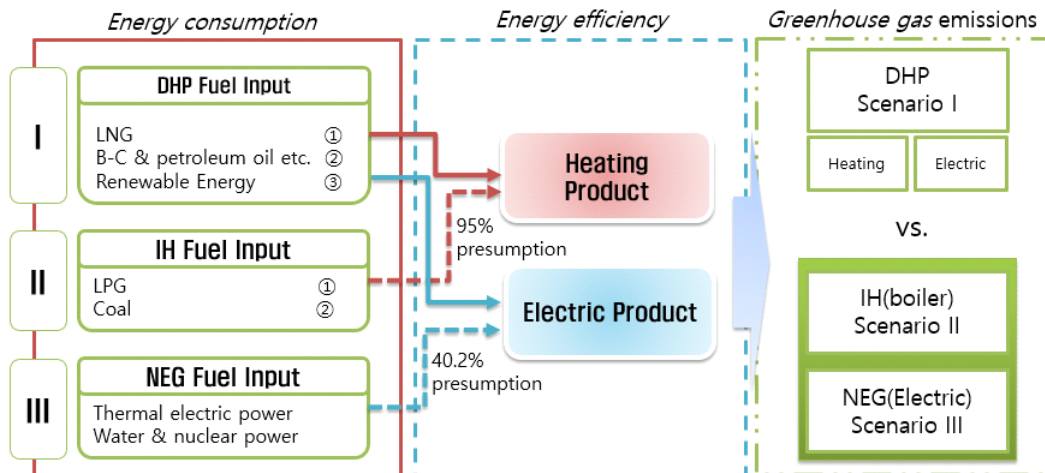 Energy consumption
Energy efficiency
Greenhouse gas emissions
I
DHP Fuel Input
LNG ①
B-C & petroleum oil etc. ②
Renewable Energy ③
II
IH Fuel Input
LPG ①
Coal ②
III
NEG Fuel Input
Thermal electric power
Water & nuclear power
95%
presumption
40.2%
presumption
Heating
Product
Electric Product
DHP
Scenario I
Heating
Electric
vs.
IH(boiler)
Scenario II
NEG(Electric)
Scenario III